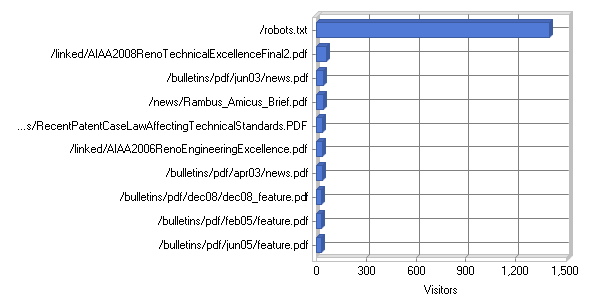 /robots.txt
/linked/AIAA2008RenoTechnicalExcellenceFinal2.pdf
/bulletins/pdf/jun03/news.pdf
/news/Rambus_Amicus_Brief.pdf
...s/RecentPatentCaseLawAffectingTechnicalStandards.PDF
/linked/AIAA2006RenoEngineeringExcellence.pdf
/bulletins/pdf/apr03/news.pdf
/bulletins/pdf/dec08/dec08_feature.pdf
/bulletins/pdf/feb05/feature.pdf
/bulletins/pdf/jun05/feature.pdf
0 300 600 900 1,200 1,500
Visitors